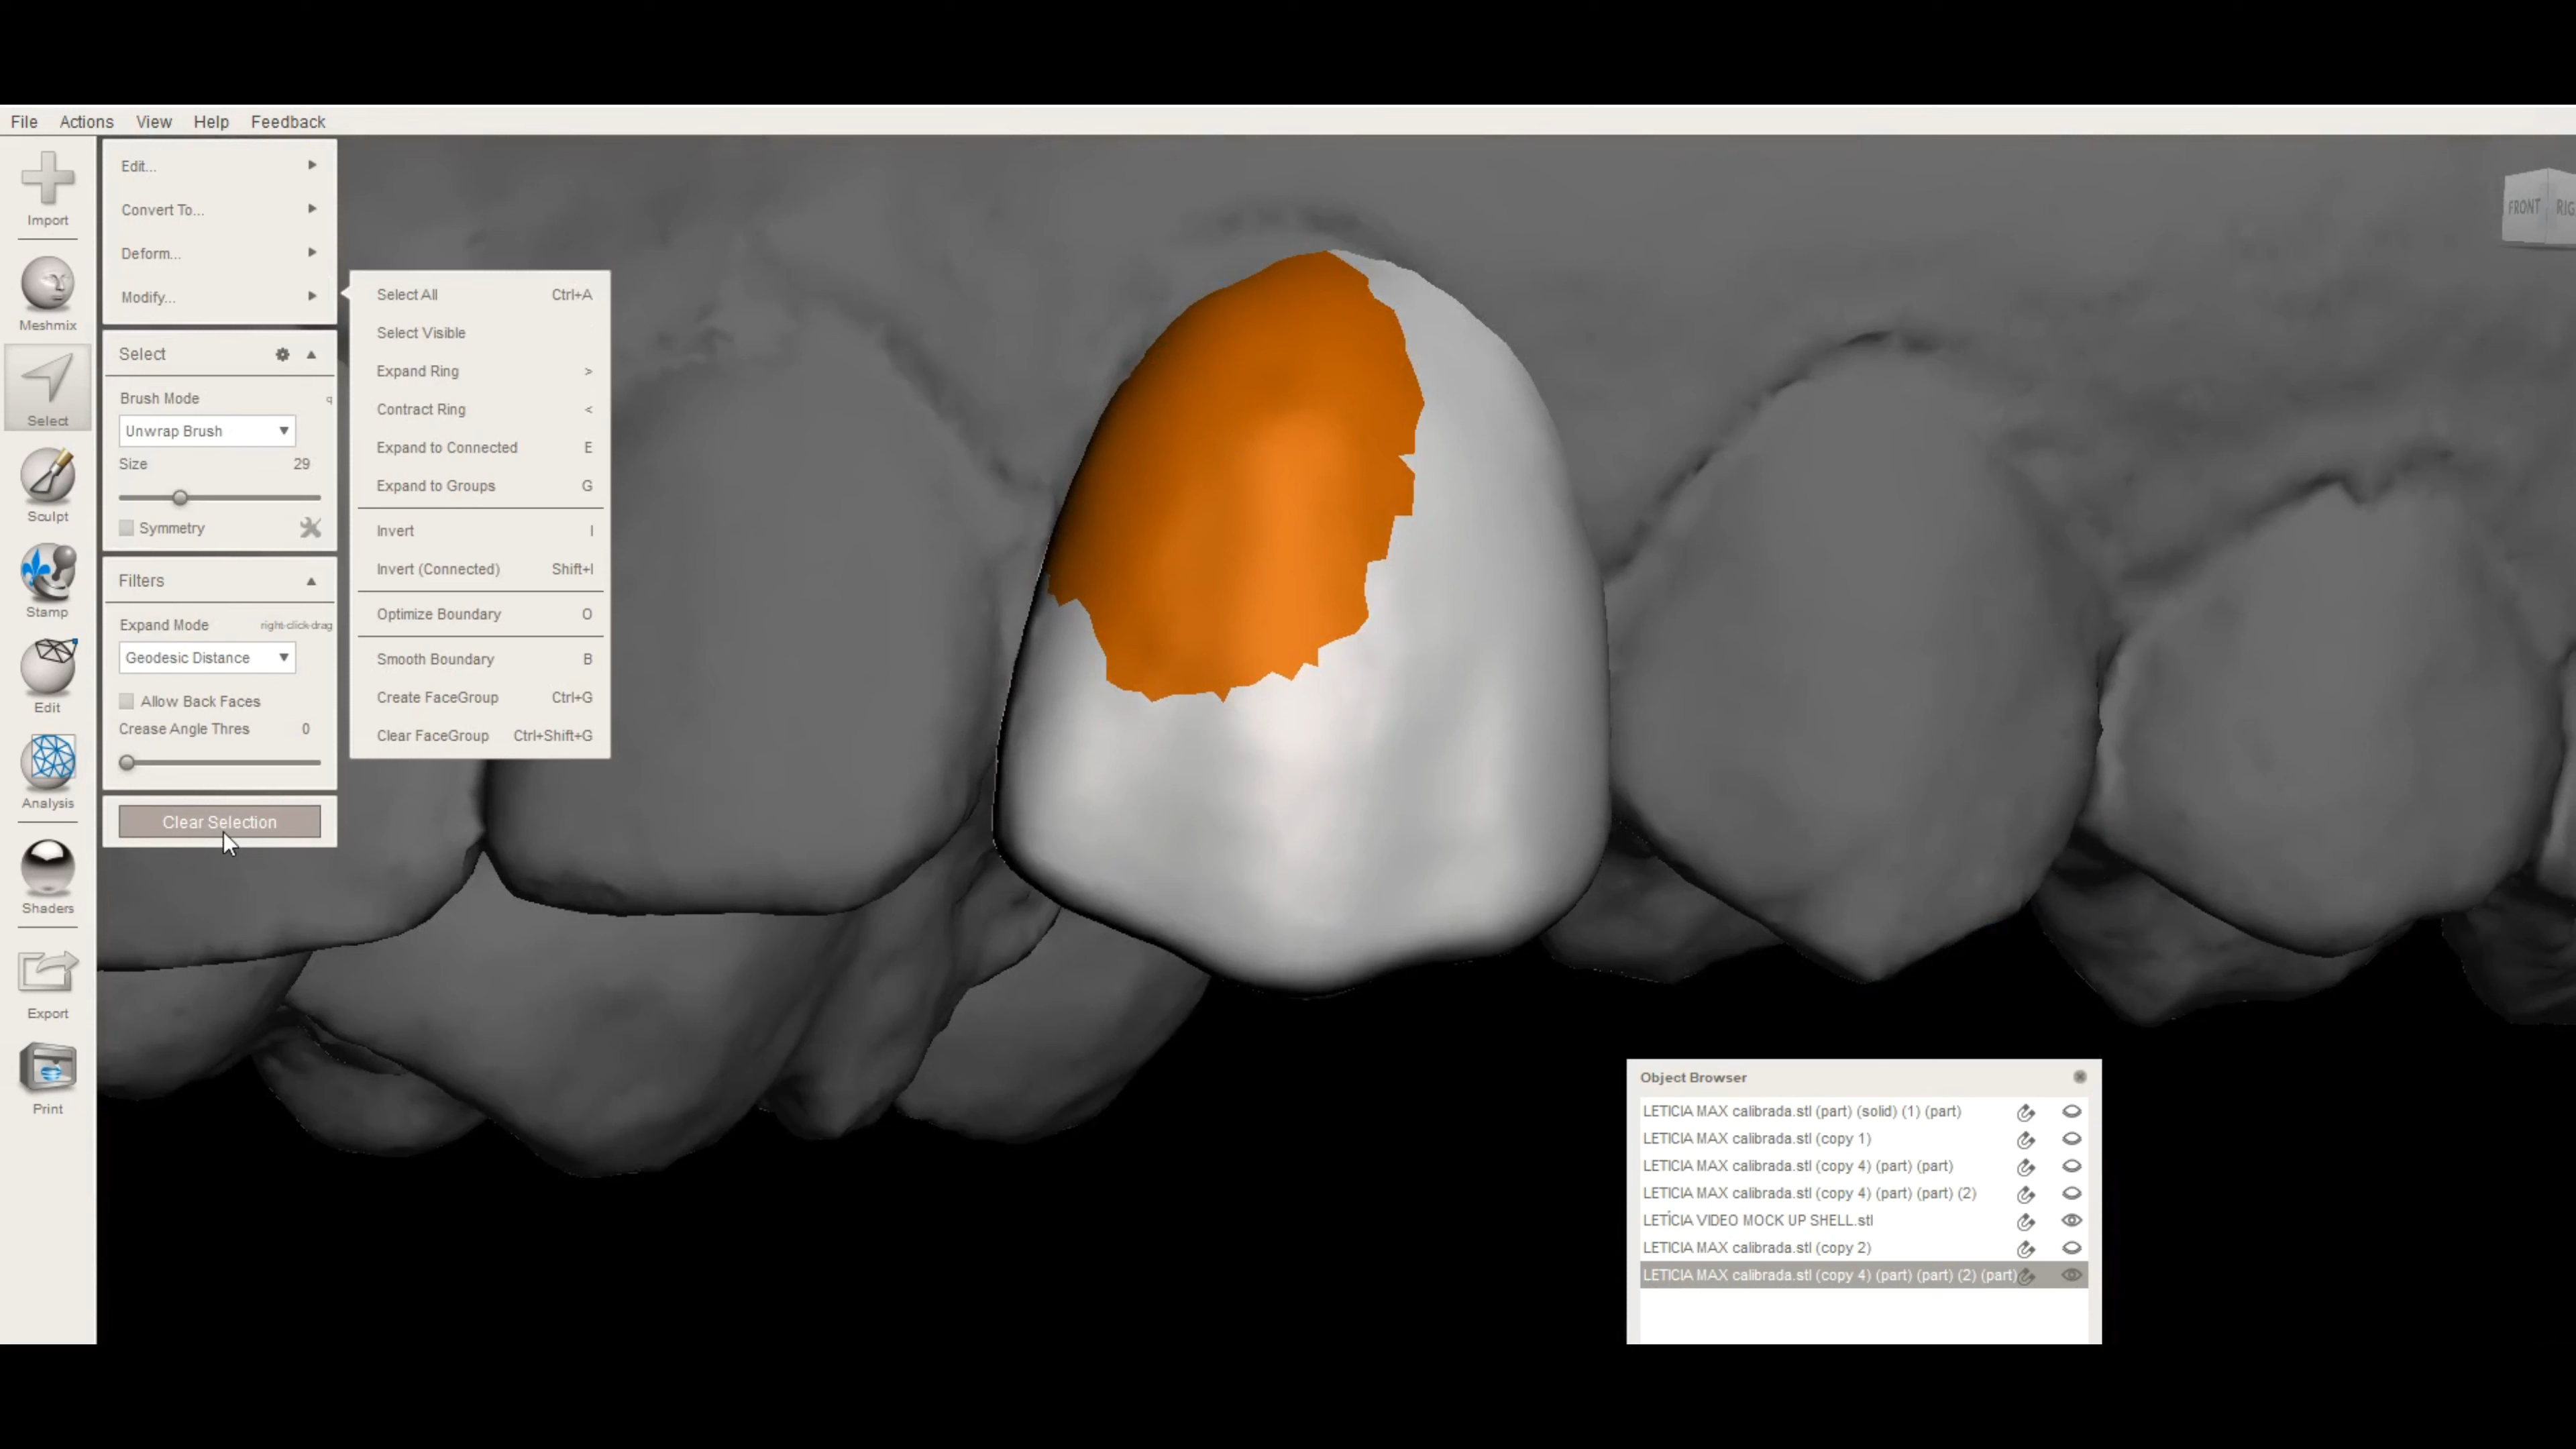 File Actions View Help Feedback
Import
Meshmix
Select
Sculpt
Stamp
Edit
Analysis
Shaders
Export
Print
Edit...
Convert To...
Deform...
Modify...
Select
Brush Mode q
Unwrap Brush
Size 29
Symmetry
Filters
Expand Mode right-click-drag
Geodesic Distance
Allow Back Faces
Crease Angle Thres 0
Clear Selection
Select All Ctrl+A
Select Visible
Expand Ring >
Contract Ring <
Expand to Connected E
Expand to Groups G
Invert I
Invert (Connected) Shift+I
Optimize Boundary O
Smooth Boundary B
Create FaceGroup Ctrl+G
Clear FaceGroup Ctrl+Shift+G
FRONT RIG
Object Browser
LETICIA MAX calibrada.stl (part) (solid) (1) (part)
LETICIA MAX calibrada.stl (copy 1)
LETICIA MAX calibrada.stl (copy 4) (part) (part)
LETICIA MAX calibrada.stl (copy 4) (part) (part) (2)
LETÍCIA VIDEO MOCK UP SHELL.stl
LETICIA MAX calibrada.stl (copy 2)
LETICIA MAX calibrada.stl (copy 4) (part) (part) (2) (part)